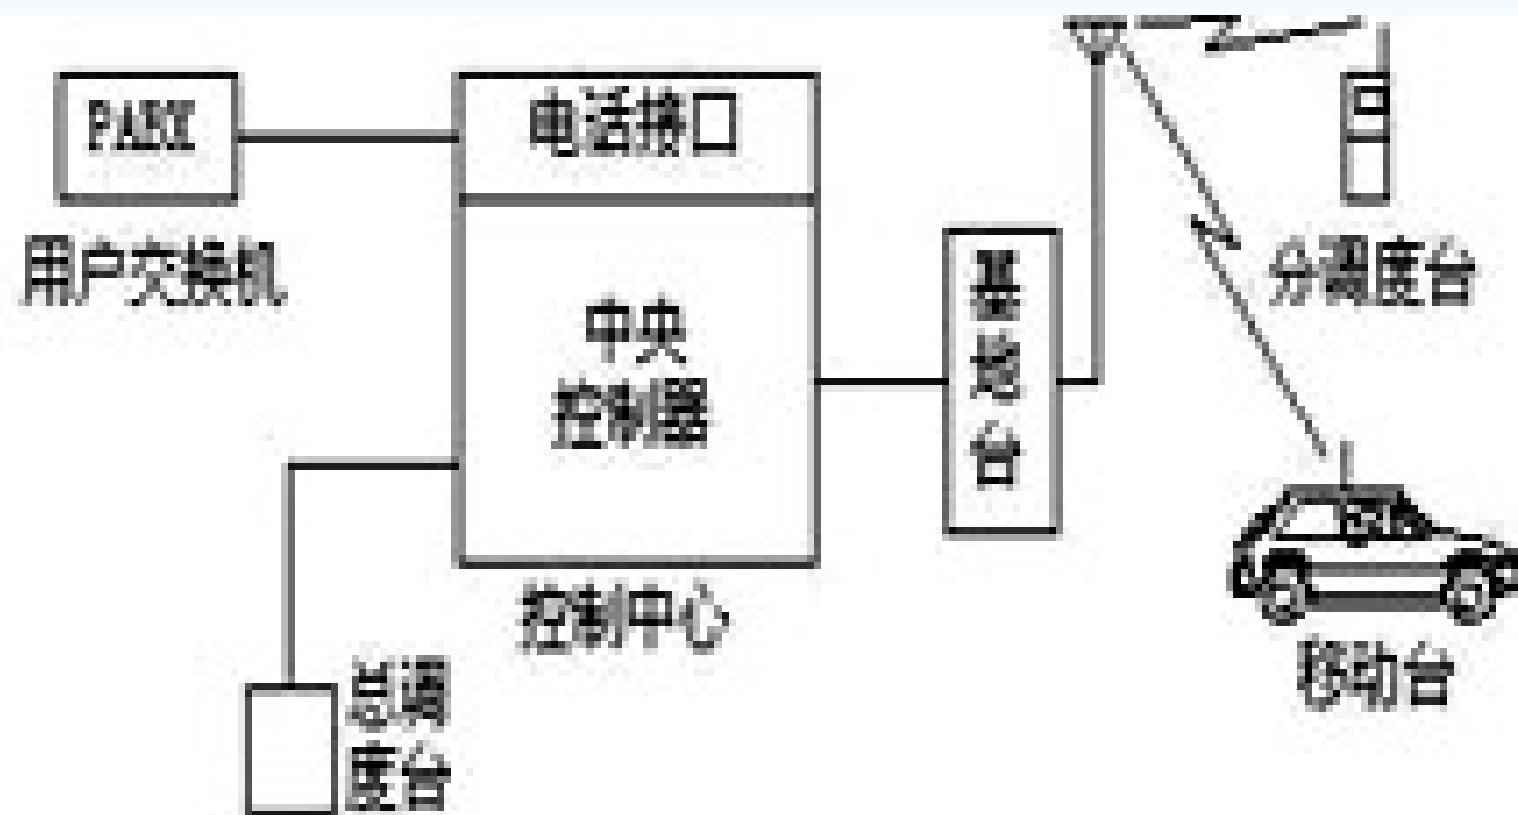 PABX
电话接口
用户交换机
中央
控制器
基
地
台
分调度台
控制中心
移动台
总调
度台